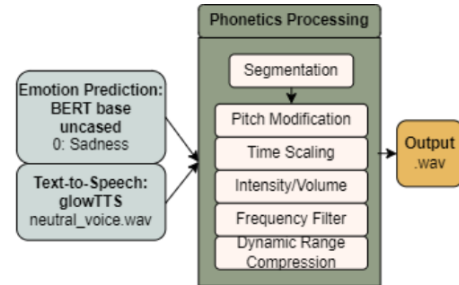 Phonetics Processing
Emotion Prediction:
BERT base
uncased
0: Sadness
Text-to-Speech:
glowTTS
neutral_voice.wav
Segmentation
Pitch Modification
Time Scaling
Intensity/Volume
Frequency Filter
Dynamic Range
Compression
Output
.wav